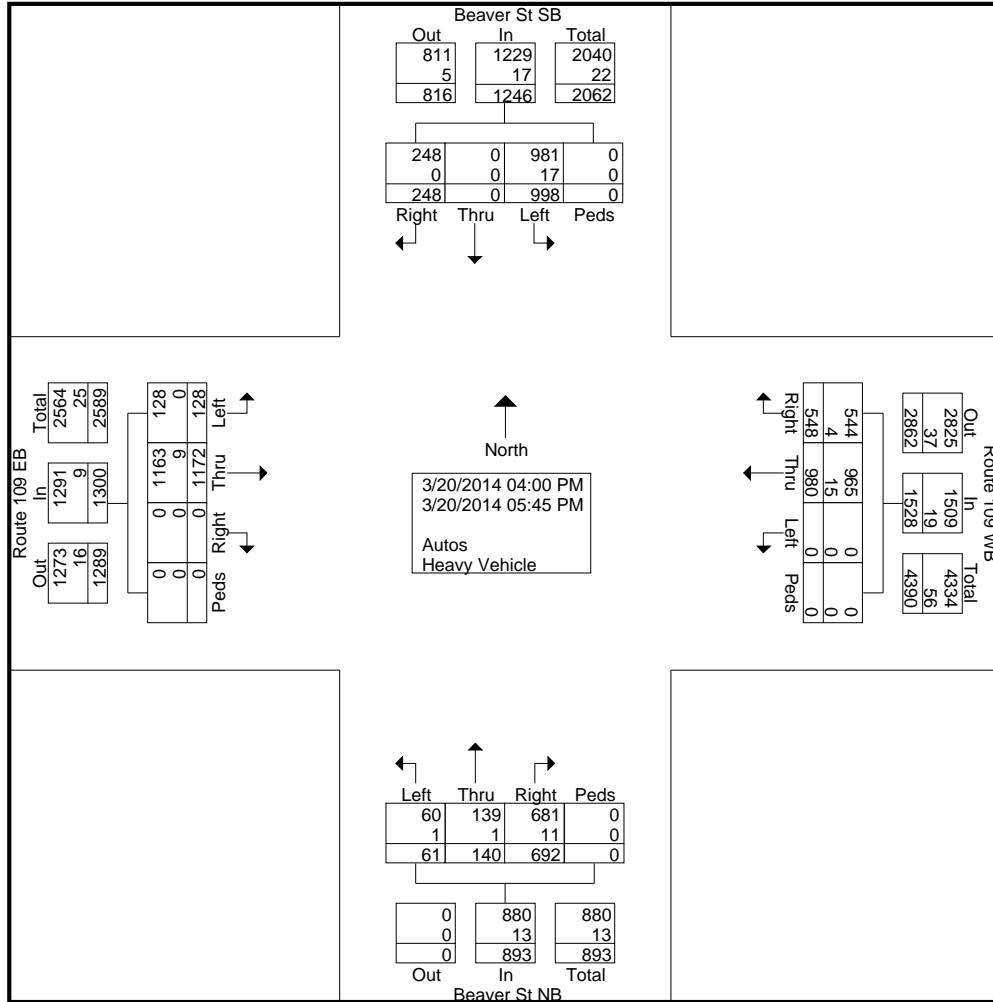 Beaver St SB
Out In Total
811 1229 2040
5 17 22
816 1246 2062
248 0 981 0
0 0 17 0
248 0 998 0
Right Thru Left Peds
Route 109 EB
Total In Out
2564 1291 1273
25 9 16
2589 1300 1289
128 1163 0 0
0 9 0 0
128 1172 0 0
Left Thru Right Peds
North
3/20/2014 04:00 PM
3/20/2014 05:45 PM
Autos
Heavy Vehicle
Right Thru Left Peds
544 965 0 0
4 15 0 0
548 980 0 0
Route 109 WB
Out In Total
2825 1509 4334
37 19 56
2862 1528 4390
Left Thru Right Peds
60 139 681 0
1 1 11 0
61 140 692 0
0 880 880
0 13 13
0 893 893
Out In Total
Beaver St NB